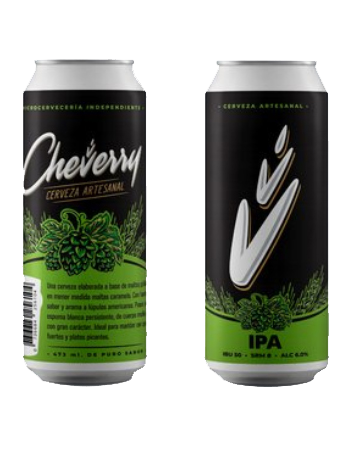 MICROCERVECERÍA INDEPENDIENTE
Cheverry
CERVEZA ARTESANAL
Una cerveza elaborada a base de maltas
en menor medida maltas caramelo. Con
sabor y aroma a lúpulos americanos.
espuma blanca persistente, de cuerpo
con gran carácter. Ideal para maridar con
fuertes y platos picantes.
473 ml. DE PURO SABOR
- CERVEZA ARTESANAL -
IPA
IBU 50 • SRM 8 • ALC 6.0%